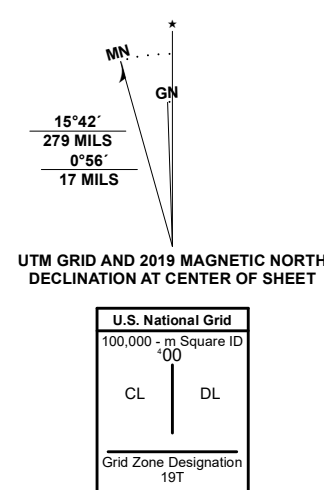 ★
MN
GN
15°42´
279 MILS
0°56´
17 MILS
UTM GRID AND 2019 MAGNETIC NORTH
DECLINATION AT CENTER OF SHEET
U.S. National Grid
100,000 - m Square ID
⁴00
CL DL
Grid Zone Designation
19T